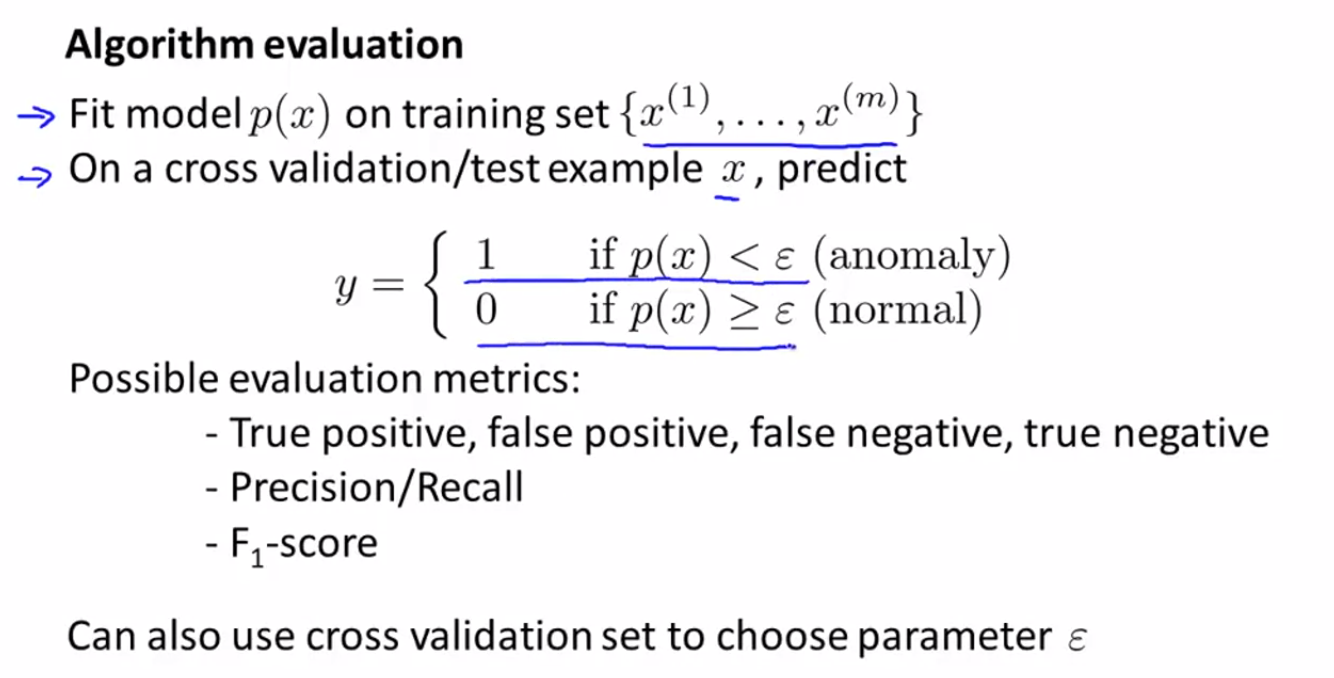 Algorithm evaluation
Fit model p(x) on training set {x^(1), . . . , x^(m)}
On a cross validation/test example x , predict
y = { 1 if p(x) < ε (anomaly)
0 if p(x) ≥ ε (normal)
Possible evaluation metrics:
- True positive, false positive, false negative, true negative
- Precision/Recall
- F₁-score
Can also use cross validation set to choose parameter ε